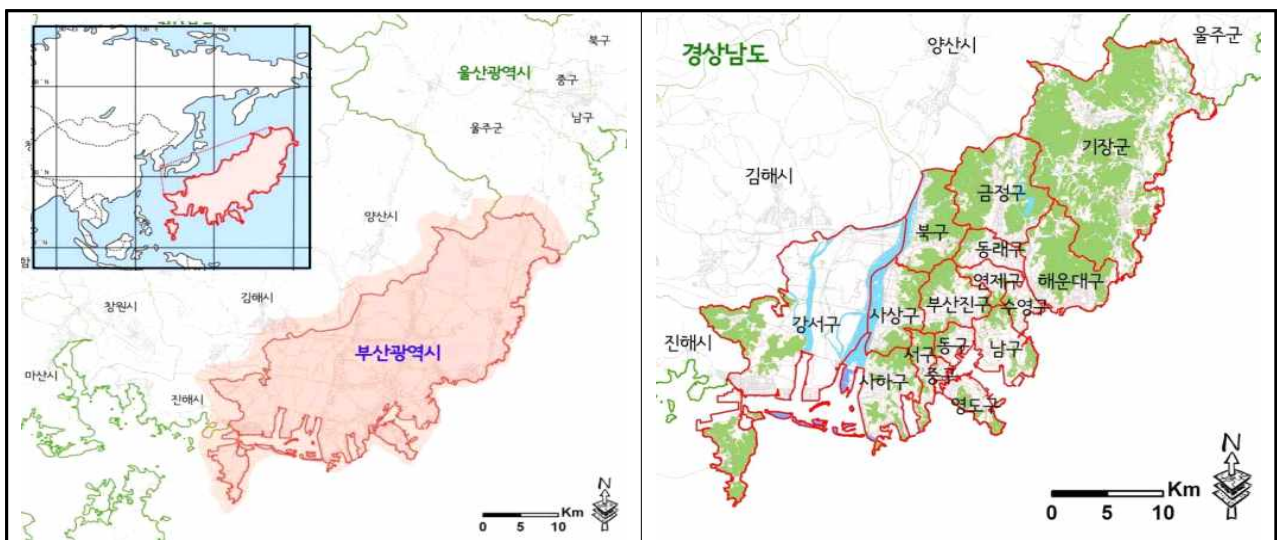 북구
울산광역시
중구
울주군
남구
양산시
창원시
김해시
부산광역시
마산시
진해시
N
0 5 10 Km
울주군
양산시
경상남도
기장군
김해시
금정구
북구
동래구
연제구
해운대구
부산진구
수영구
강서구
사상구
진해시
동구
남구
서구
중구
사하구
영도구
N
0 5 10 Km